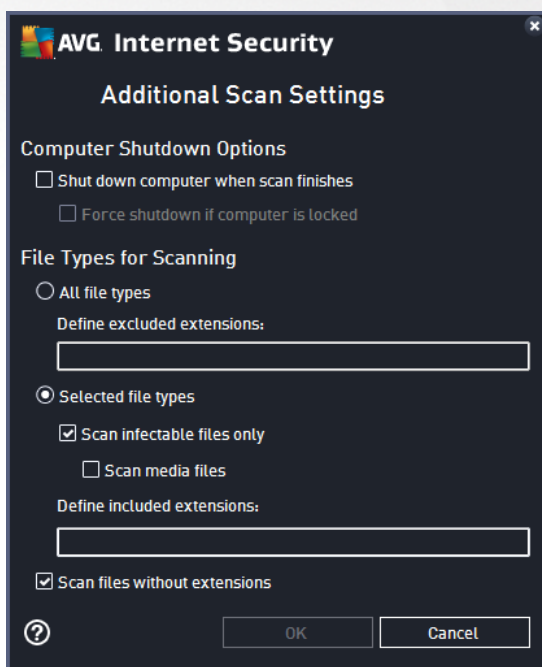 AVG. Internet Security
Additional Scan Settings
Computer Shutdown Options
Shut down computer when scan finishes
Force shutdown if computer is locked
File Types for Scanning
All file types
Define excluded extensions:
Selected file types
Scan infectable files only
Scan media files
Define included extensions:
Scan files without extensions
? OK Cancel